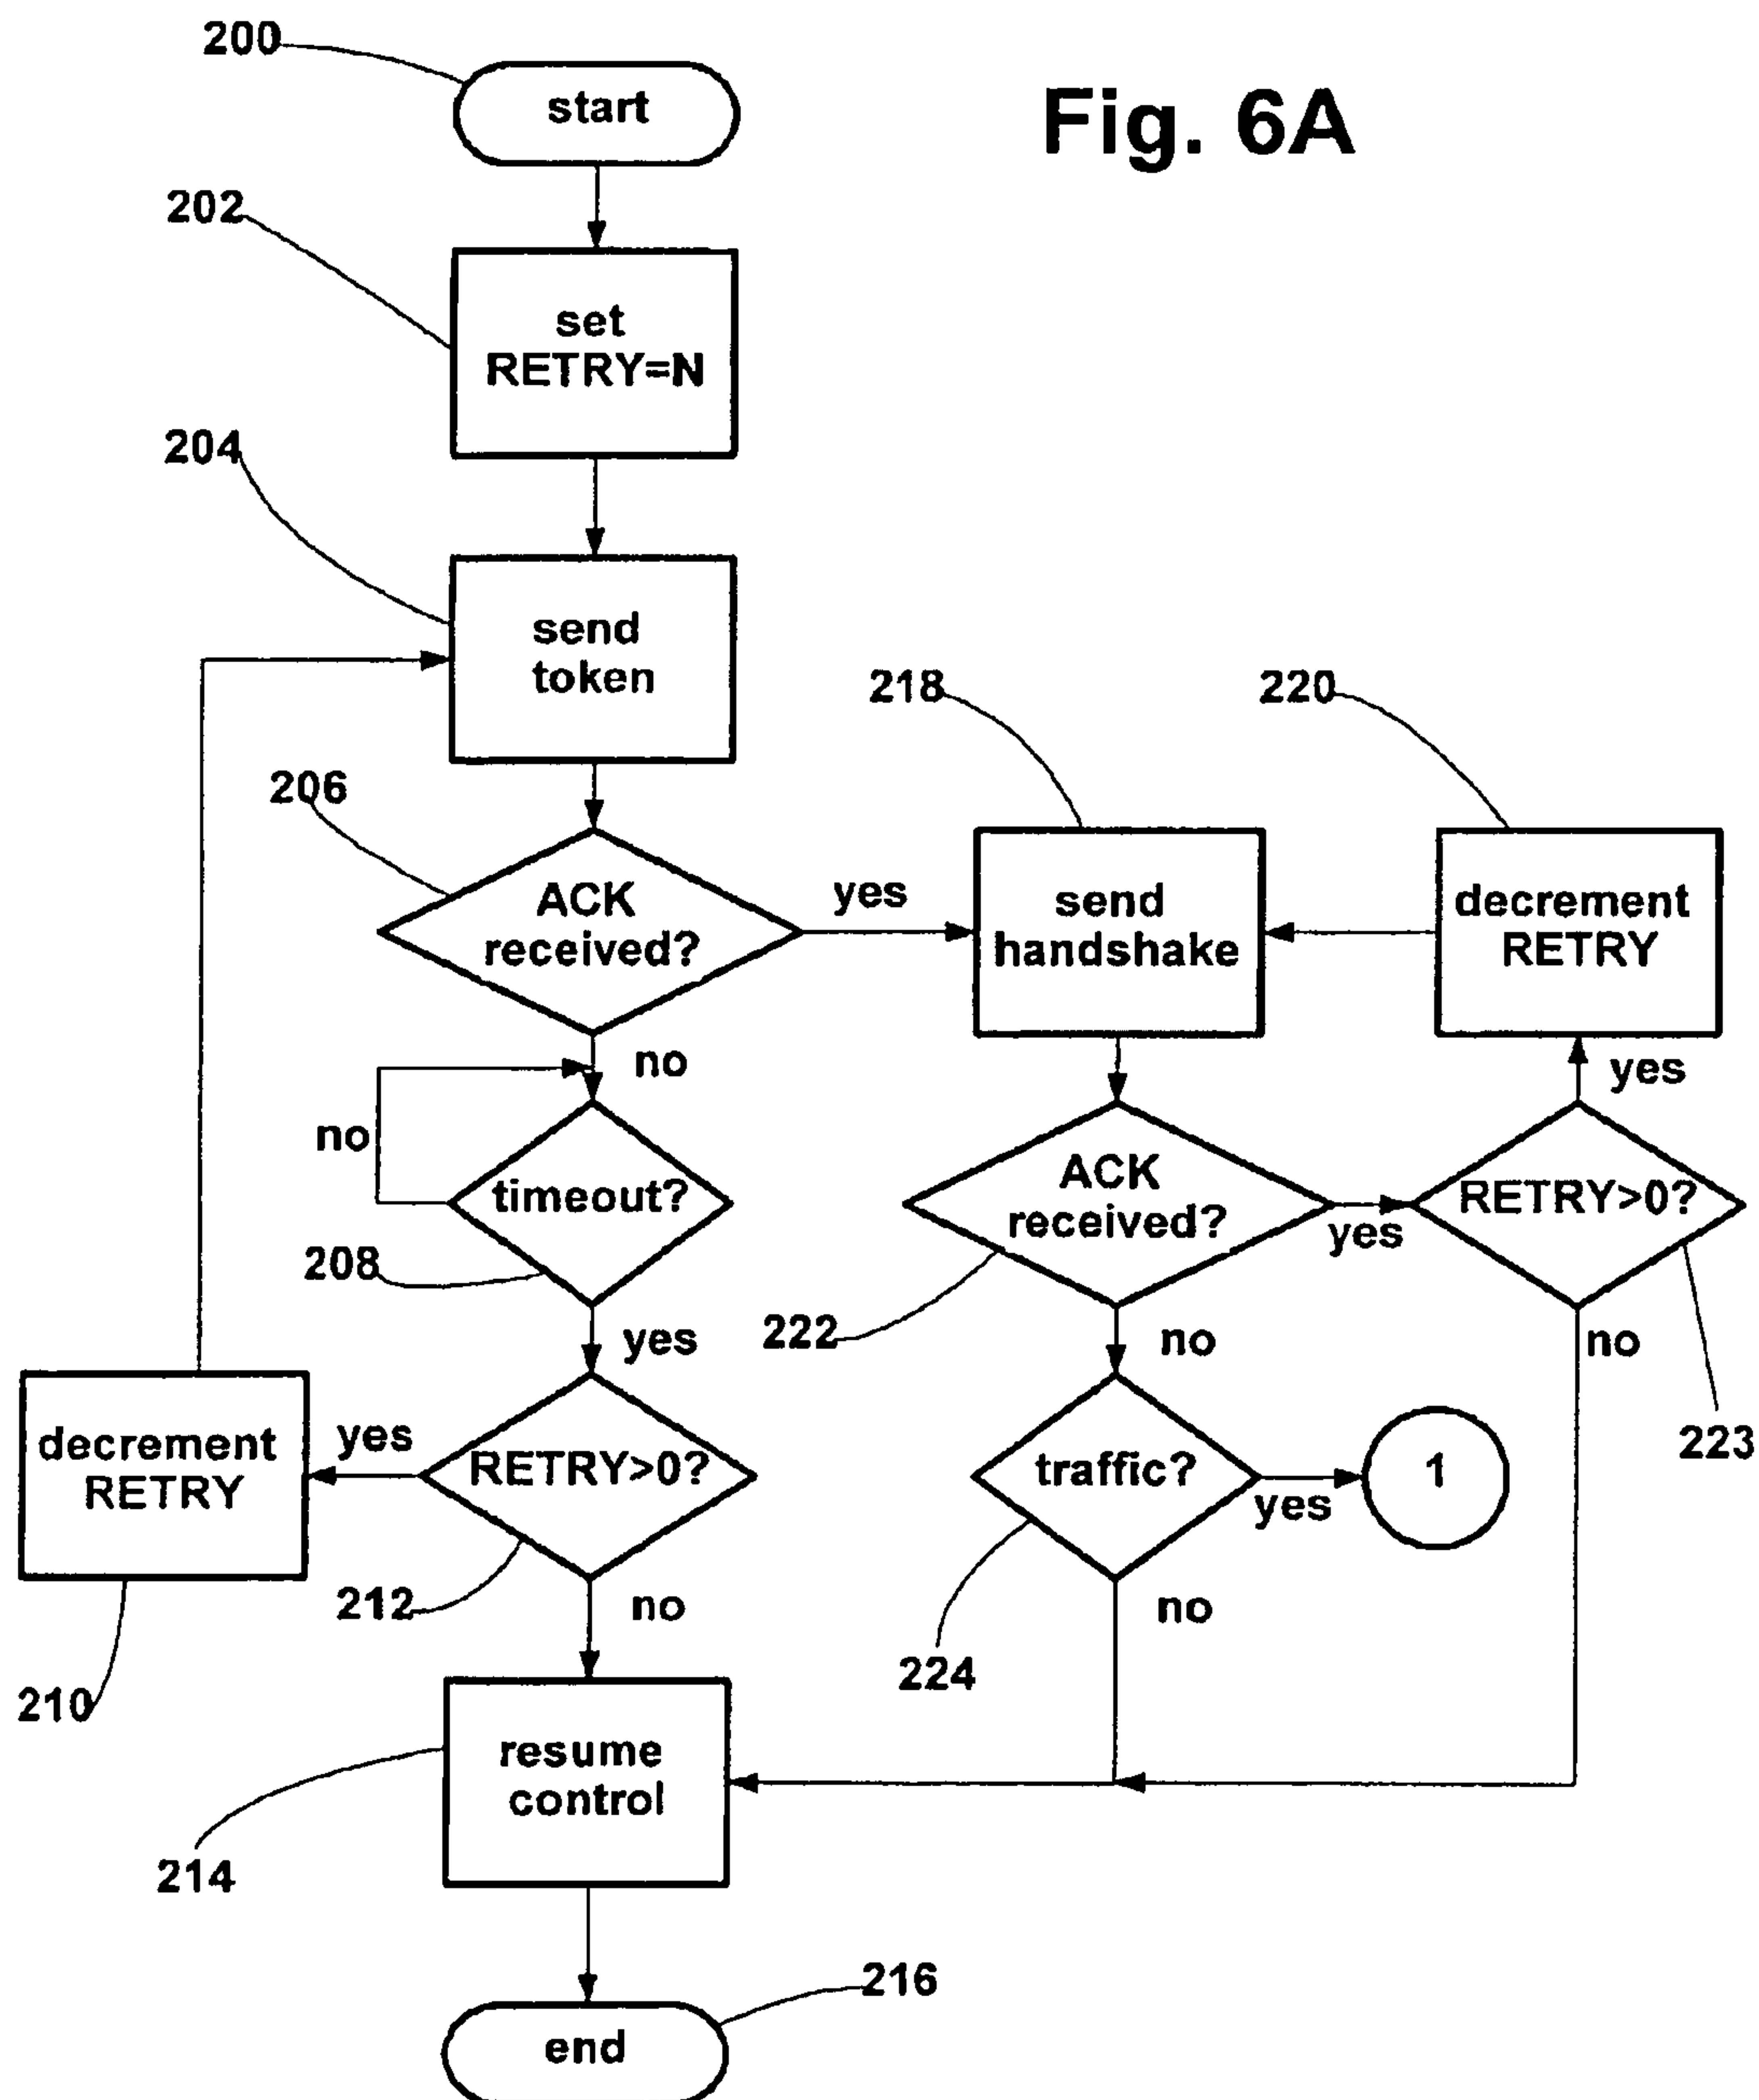 200
start
Fig. 6A
202
set
RETRY=N
204
send
token
218
220
206
ACK
received?
yes
send
handshake
decrement
RETRY
no
yes
no
timeout?
ACK
received?
yes
RETRY>0?
208
222
yes
no
no
223
decrement
RETRY
yes
RETRY>0?
traffic?
yes
1
212
no
no
210
224
resume
control
214
216
end